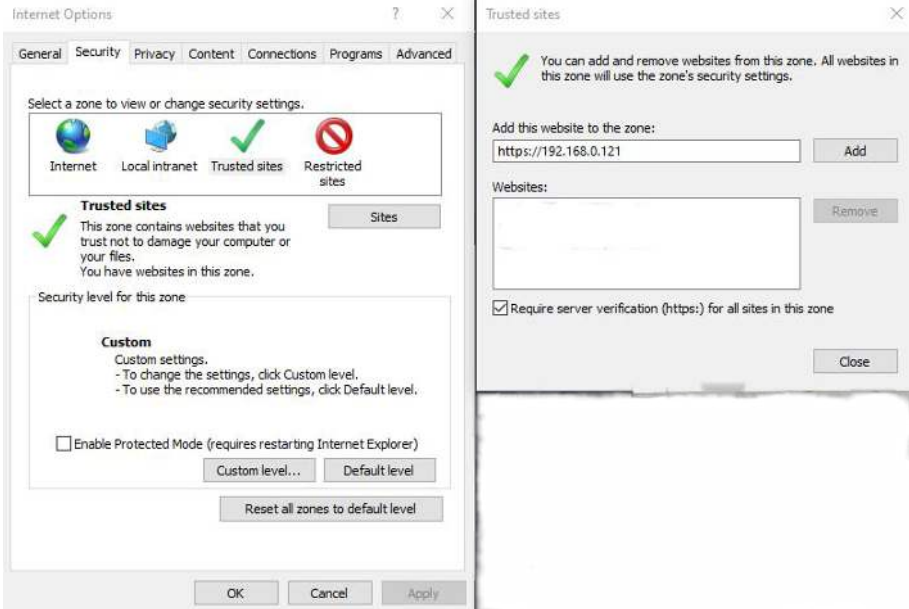 Internet Options
?
General Security Privacy Content Connections Programs Advanced
Select a zone to view or change security settings.
Internet
Local intranet
Trusted sites
Restricted
sites
Trusted sites
This zone contains websites that you
trust not to damage your computer or
your files.
You have websites in this zone.
Sites
Security level for this zone
Custom
Custom settings.
- To change the settings, click Custom level.
- To use the recommended settings, click Default level.
Enable Protected Mode (requires restarting Internet Explorer)
Custom level...
Default level
Reset all zones to default level
OK
Cancel
Apply
Trusted sites
You can add and remove websites from this zone. All websites in
this zone will use the zone's security settings.
Add this website to the zone:
https://192.168.0.121
Add
Websites:
Remove
Require server verification (https:) for all sites in this zone
Close